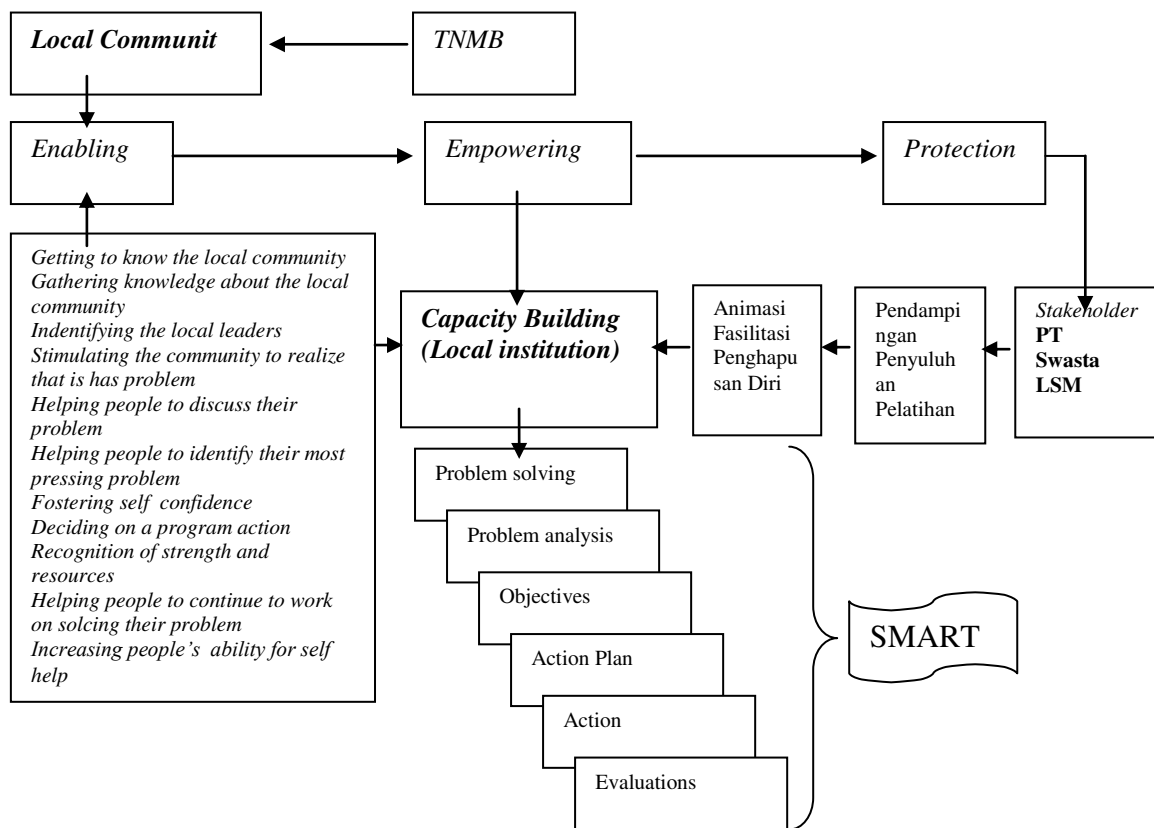 Local Communit
TNMB
Enabling
Empowering
Protection
Getting to know the local community
Gathering knowledge about the local
community
Indentifying the local leaders
Stimulating the community to realize
that is has problem
Helping people to discuss their
problem
Helping people to identify their most
pressing problem
Fostering self confidence
Deciding on a program action
Recognition of strength and
resources
Helping people to continue to work
on solcing their problem
Increasing people's ability for self
help
Capacity Building
(Local institution)
Animasi
Fasilitasi
Penghapu
san Diri
Pendampi
ngan
Penyuluh
an
Pelatihan
Stakeholder
PT
Swasta
LSM
Problem solving
Problem analysis
Objectives
Action Plan
Action
Evaluations
SMART